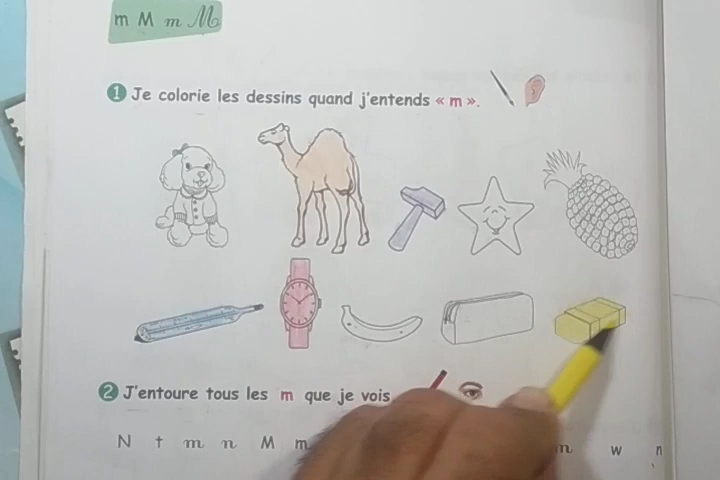 m M m M
1 Je colorie les dessins quand j'entends « m ».
2 J'entoure tous les m que je vois
N t m n M m m w n